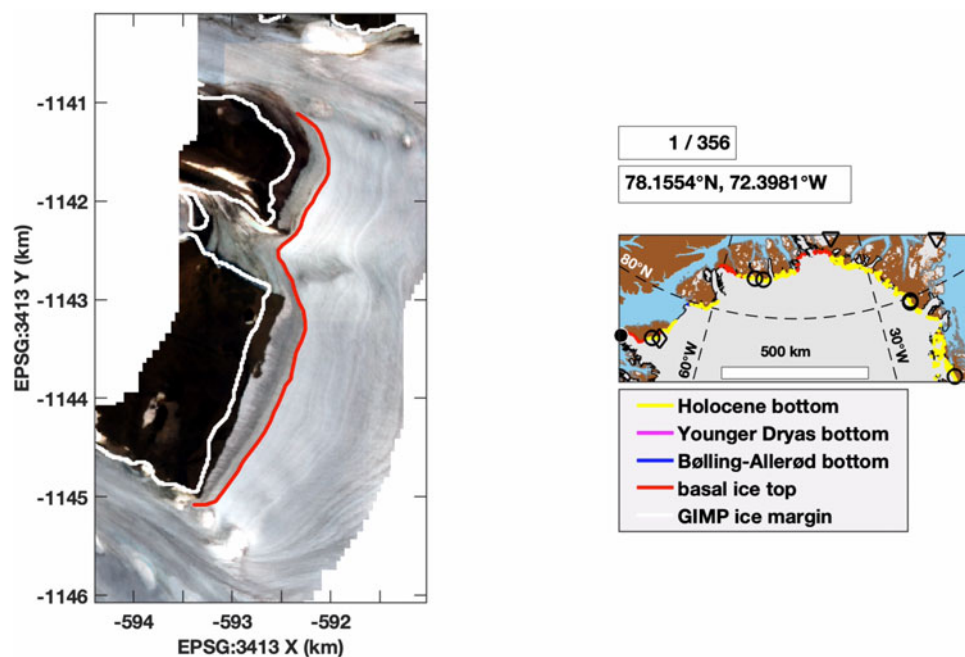 -1141
-1142
-1143
-1144
-1145
-1146
EPSG:3413 Y (km)
-594
-593
-592
EPSG:3413 X (km)
1 / 356
78.1554°N, 72.3981°W
80°N
60°W
30°W
500 km
Holocene bottom
Younger Dryas bottom
Bølling-Allerød bottom
basal ice top
GIMP ice margin